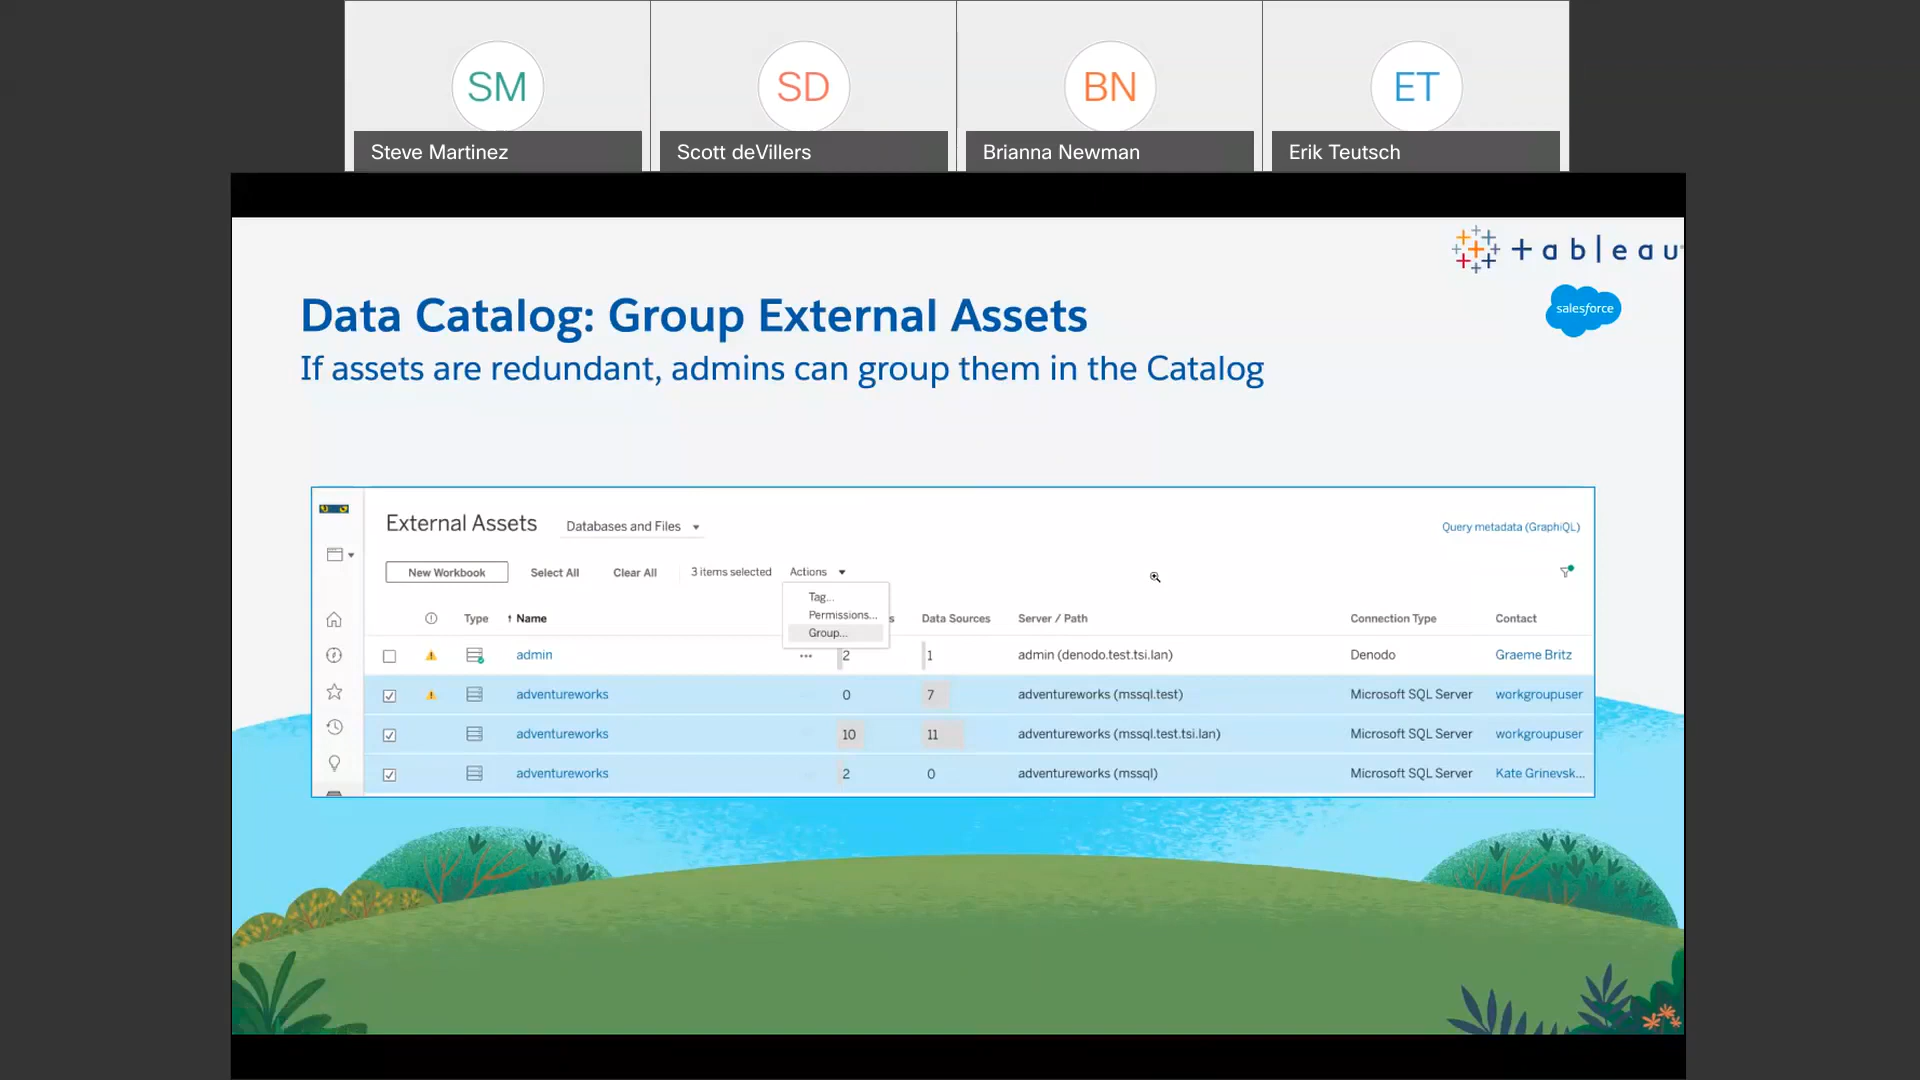 SM
SD
BN
ET
Steve Martinez
Scott deVillers
Brianna Newman
Erik Teutsch
+ableau
salesforce
Data Catalog: Group External Assets
If assets are redundant, admins can group them in the Catalog
External Assets Databases and Files Query metadata (GraphiQL)
New Workbook Select All Clear All 3 items selected Actions
Tag...
Permissions...
Group...
Type ↑ Name s Data Sources Server / Path Connection Type Contact
admin ... 2 1 admin (denodo.test.tsi.lan) Denodo Graeme Britz
adventureworks 0 7 adventureworks (mssql.test) Microsoft SQL Server workgroupuser
adventureworks 10 11 adventureworks (mssql.test.tsi.lan) Microsoft SQL Server workgroupuser
adventureworks 2 0 adventureworks (mssql) Microsoft SQL Server Kate Grinevsk...